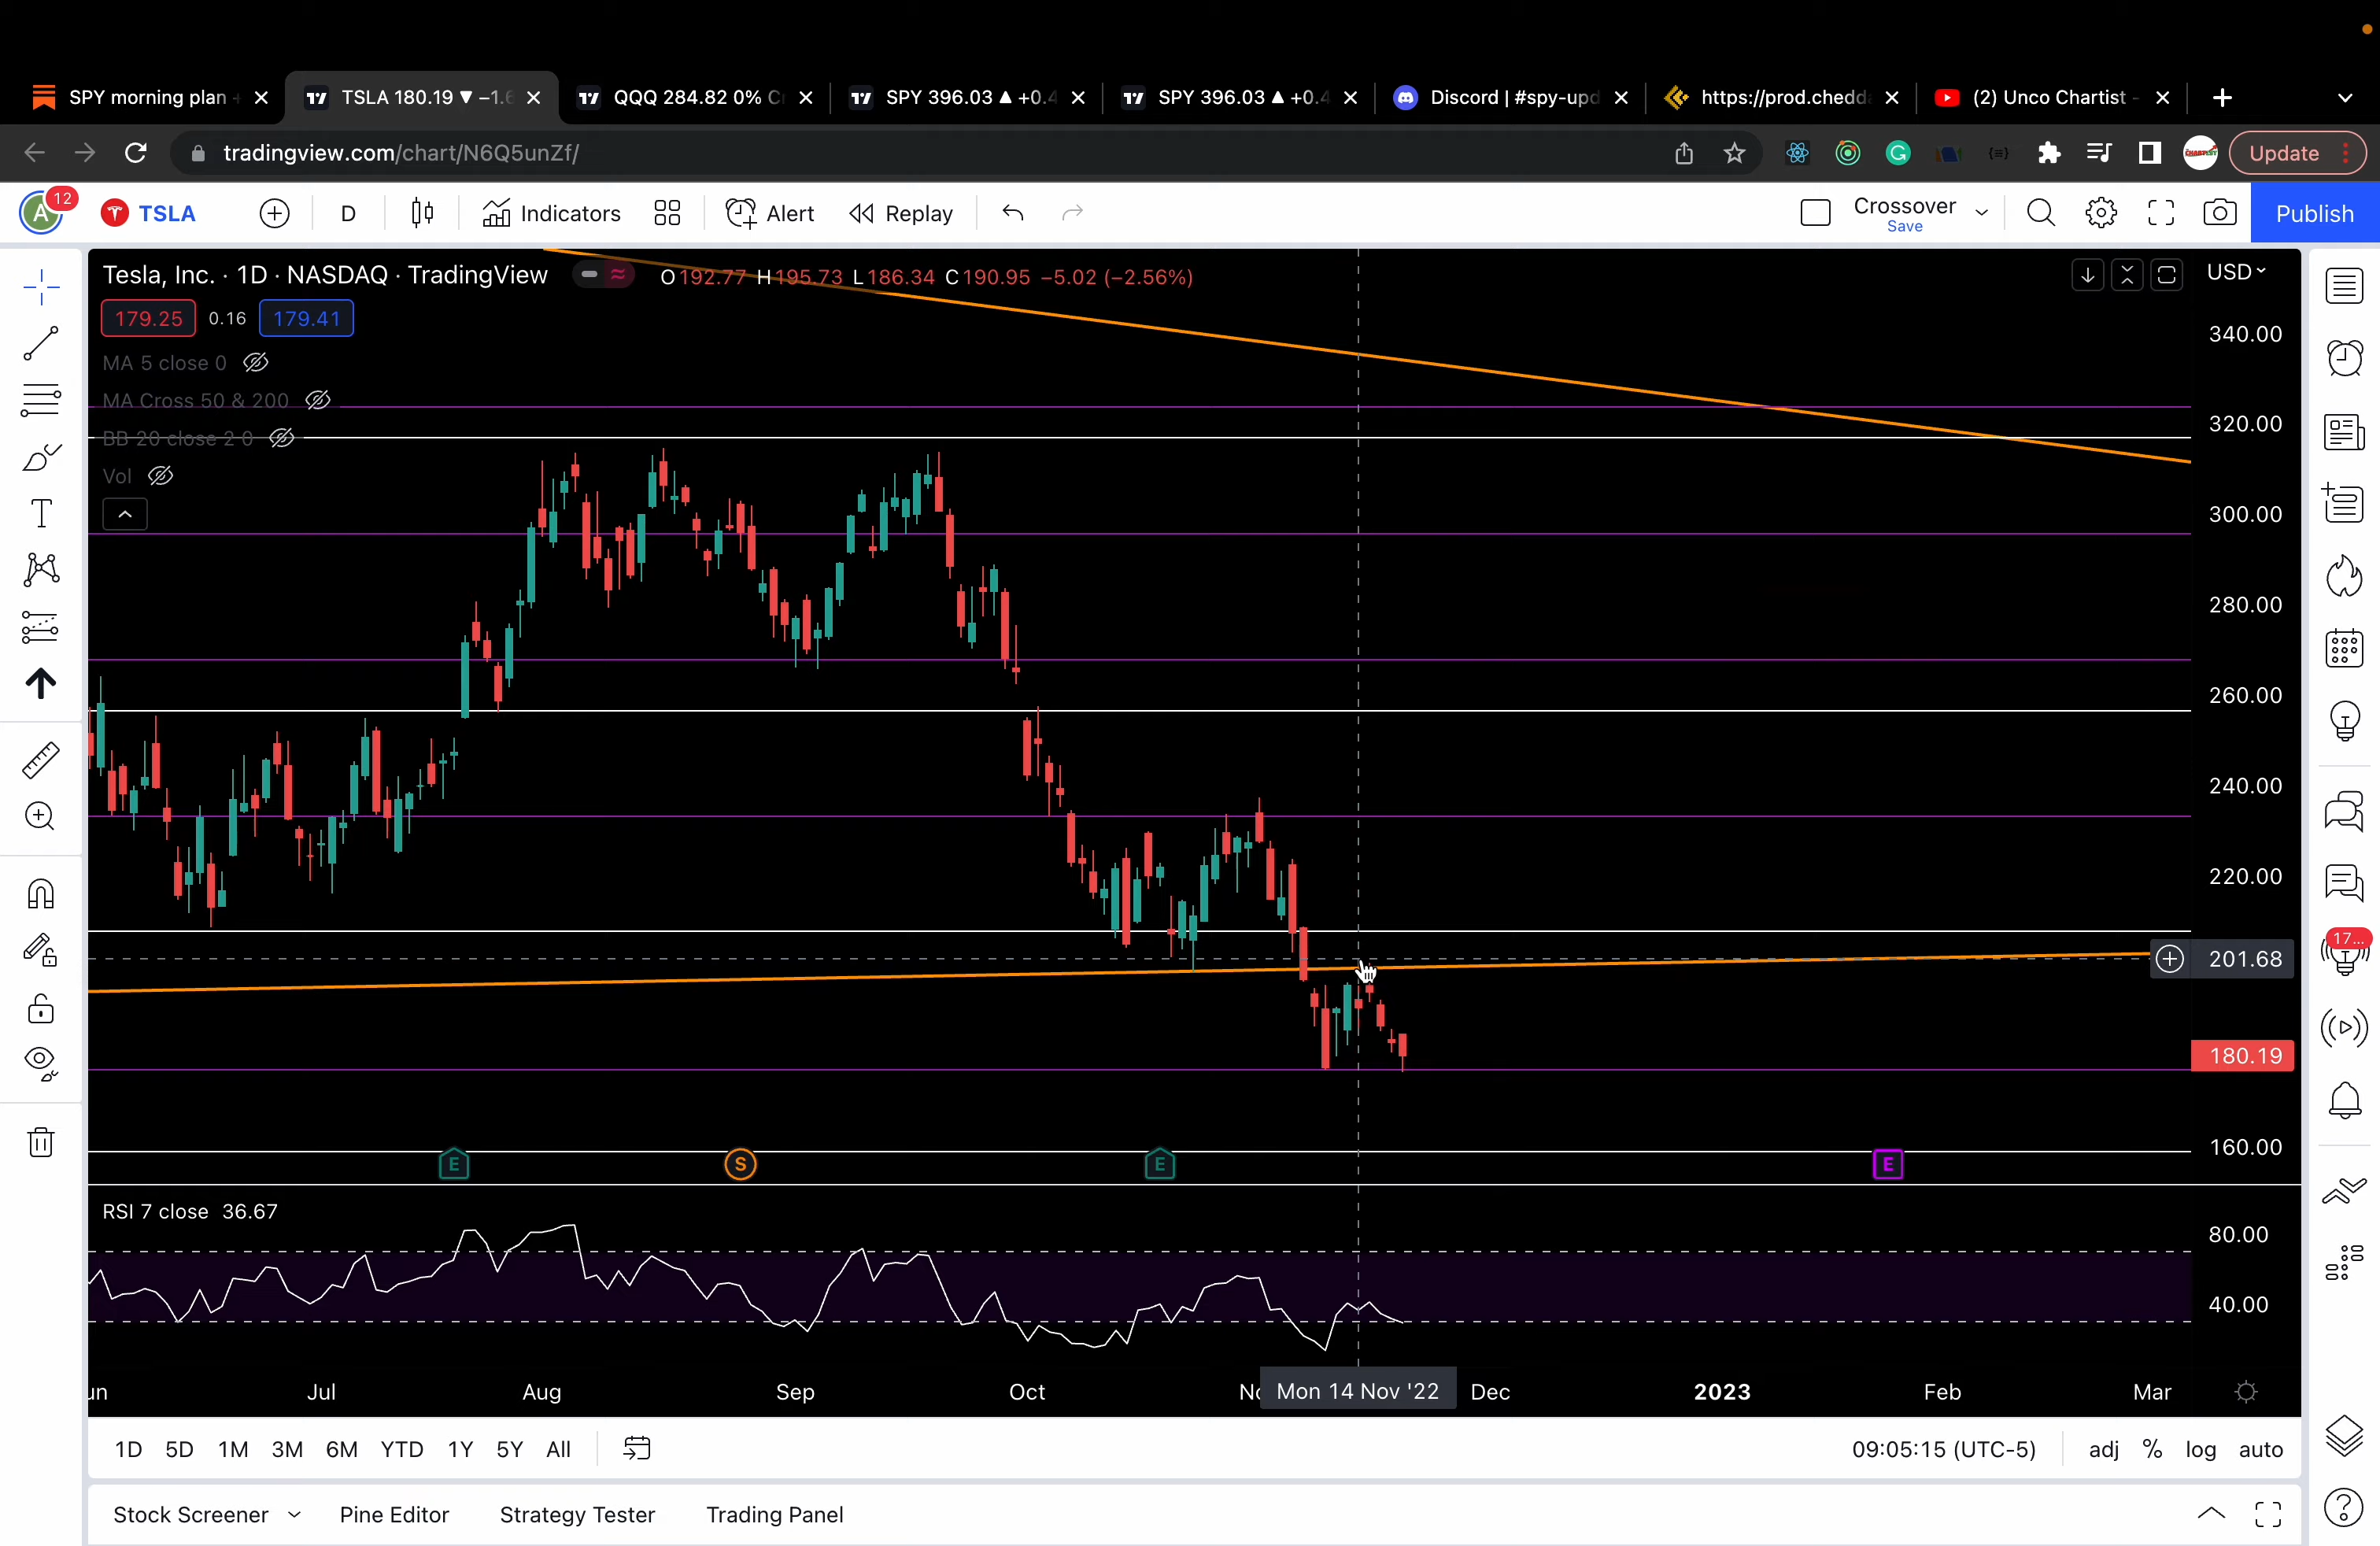 SPY morning plan
TSLA 180.19 ▼ −1.6
QQQ 284.82 0% C
SPY 396.03 ▲ +0.4
SPY 396.03 ▲ +0.4
Discord | #spy-upd
https://prod.chedd
(2) Unco Chartist -
tradingview.com/chart/N6Q5unZf/
Update
A
12
TSLA
D
Indicators
Alert
Replay
Crossover
Save
Publish
Tesla, Inc. · 1D · NASDAQ · TradingView
O192.77 H195.73 L186.34 C190.95 −5.02 (−2.56%)
USD
179.25 0.16 179.41
MA 5 close 0
MA Cross 50 & 200
BB 20 close 2 0
Vol
340.00
320.00
300.00
280.00
260.00
240.00
220.00
201.68
180.19
160.00
E
S
E
E
RSI 7 close 36.67
80.00
40.00
un
Jul
Aug
Sep
Oct
No
Mon 14 Nov '22
Dec
2023
Feb
Mar
17...
1D 5D 1M 3M 6M YTD 1Y 5Y All
09:05:15 (UTC-5)
adj % log auto
Stock Screener
Pine Editor
Strategy Tester
Trading Panel